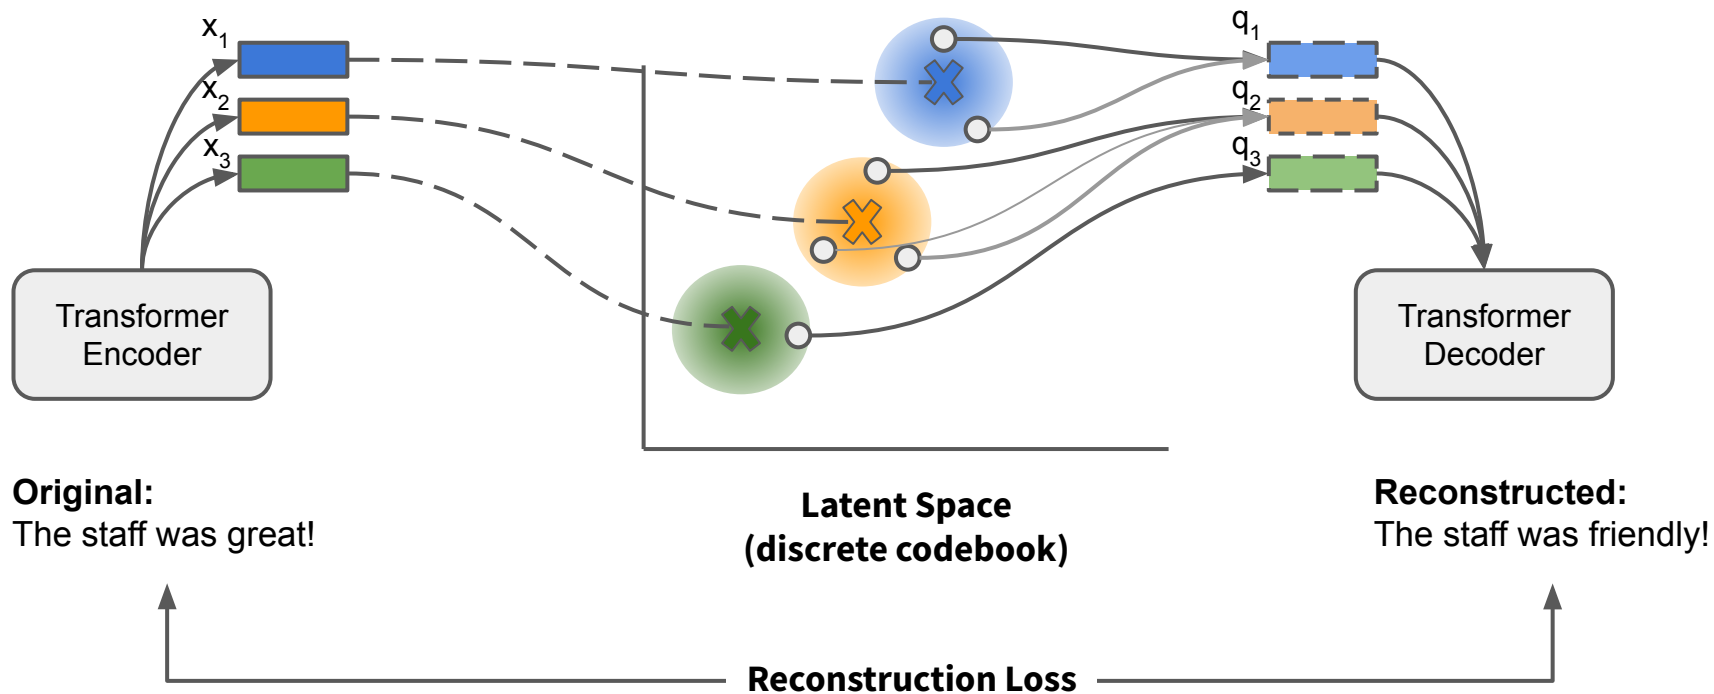 x1
x2
x3
q1
q2
q3
Transformer
Encoder
Transformer
Decoder
Original:
The staff was great!
Latent Space
(discrete codebook)
Reconstructed:
The staff was friendly!
Reconstruction Loss